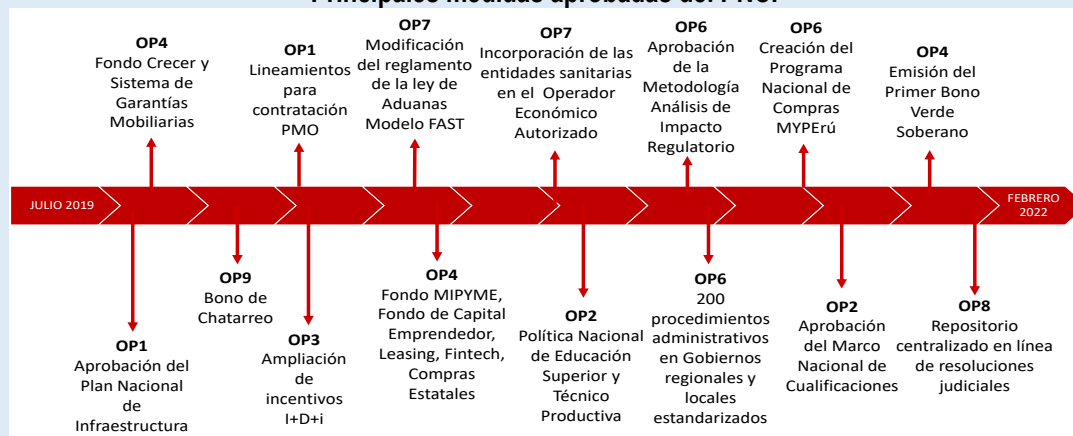 Principales medidas aprobadas del PNCP
OP4
Fondo Crecer y
Sistema de
Garantías
Mobiliarias
OP1
Lineamientos
para
contratación
PMO
OP7
Modificación
del reglamento
de la ley de
Aduanas
Modelo FAST
OP7
Incorporación de las
entidades sanitarias
en el Operador
Económico
Autorizado
OP6
Aprobación
de la
Metodología
Análisis de
Impacto
Regulatorio
OP6
Creación del
Programa
Nacional de
Compras
MYPErú
OP4
Emisión del
Primer Bono
Verde
Soberano
JULIO 2019
FEBRERO
2022
OP1
Aprobación del
Plan Nacional
de
Infraestructura
OP9
Bono de
Chatarreo
OP3
Ampliación
de
incentivos
I+D+i
OP4
Fondo MIPYME,
Fondo de Capital
Emprendedor,
Leasing, Fintech,
Compras
Estatales
OP2
Política Nacional
de Educación
Superior y
Técnico
Productiva
OP6
200
procedimientos
administrativos
en Gobiernos
regionales y
locales
estandarizados
OP2
Aprobación
del Marco
Nacional de
Cualificaciones
OP8
Repositorio
centralizado en línea
de resoluciones
judiciales